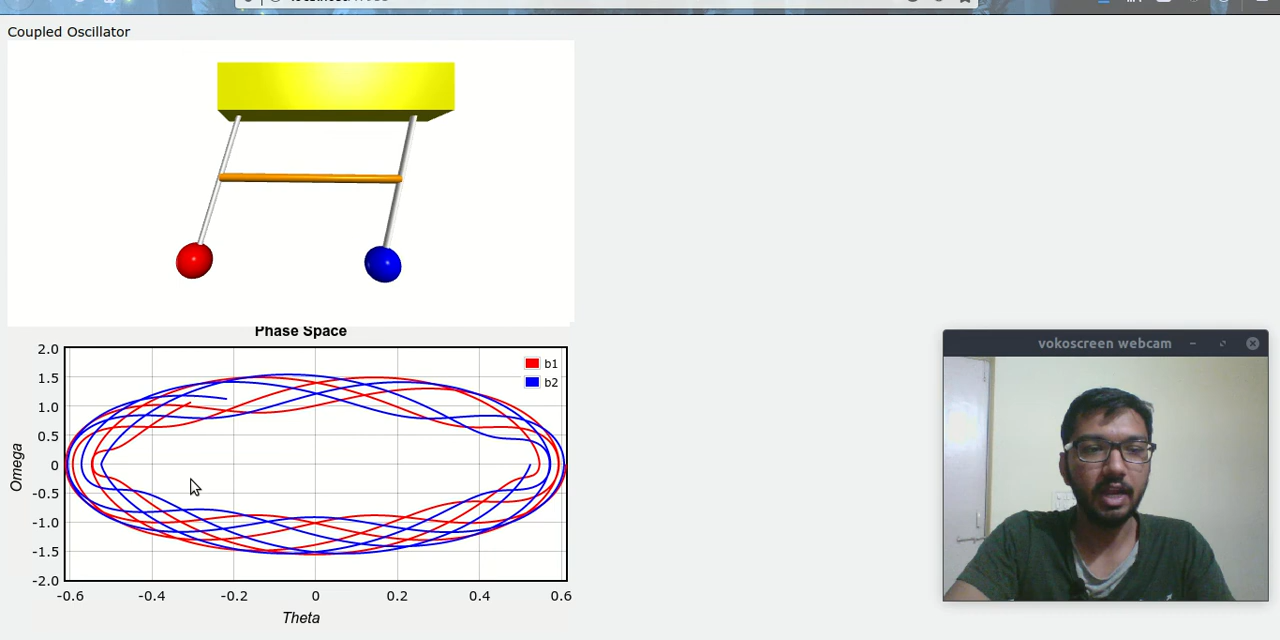 Coupled Oscillator
Phase Space
2.0
1.5
1.0
0.5
0
-0.5
-1.0
-1.5
-2.0
Omega
b1
b2
-0.6
-0.4
-0.2
0
0.2
0.4
0.6
Theta
vokoscreen webcam